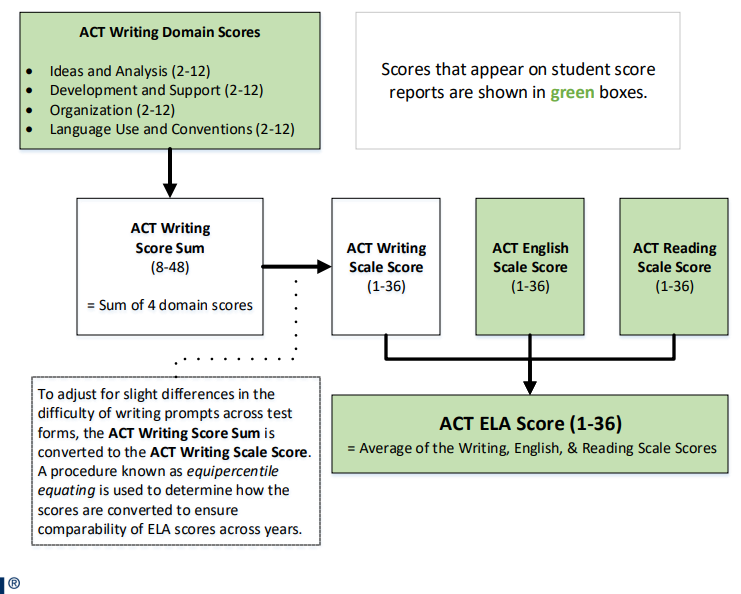 ACT Writing Domain Scores
• Ideas and Analysis (2-12)
• Development and Support (2-12)
• Organization (2-12)
• Language Use and Conventions (2-12)
Scores that appear on student score
reports are shown in green boxes.
ACT Writing
Score Sum
(8-48)
= Sum of 4 domain scores
ACT Writing
Scale Score
(1-36)
ACT English
Scale Score
(1-36)
ACT Reading
Scale Score
(1-36)
To adjust for slight differences in the
difficulty of writing prompts across test
forms, the ACT Writing Score Sum is
converted to the ACT Writing Scale Score.
A procedure known as equipercentile
equating is used to determine how the
scores are converted to ensure
comparability of ELA scores across years.
ACT ELA Score (1-36)
= Average of the Writing, English, & Reading Scale Scores
®